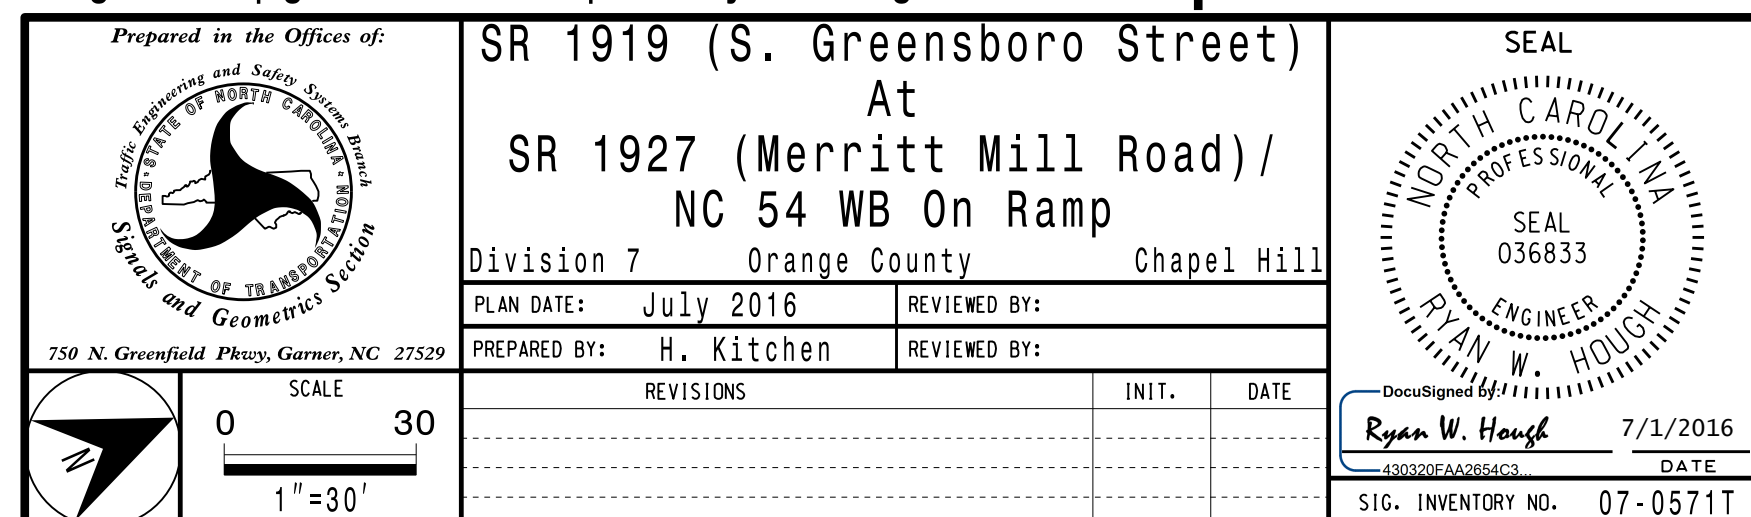 Prepared in the Offices of:
Traffic Engineering and Safety Systems Branch
STATE OF NORTH CAROLINA
DEPARTMENT OF TRANSPORTATION
Signals and Geometrics Section
750 N. Greenfield Pkwy, Garner, NC 27529
SR 1919 (S. Greensboro Street)
At
SR 1927 (Merritt Mill Road)/
NC 54 WB On Ramp
Division 7 Orange County Chapel Hill
PLAN DATE: July 2016 REVIEWED BY:
PREPARED BY: H. Kitchen REVIEWED BY:
REVISIONS INIT. DATE
N
SCALE
0 30
1"=30'
SEAL
NORTH CAROLINA
PROFESSIONAL
SEAL
036833
ENGINEER
RYAN W. HOUGH
DocuSigned by:
Ryan W. Hough 7/1/2016
430320FAA2654C3... DATE
SIG. INVENTORY NO. 07-0571T